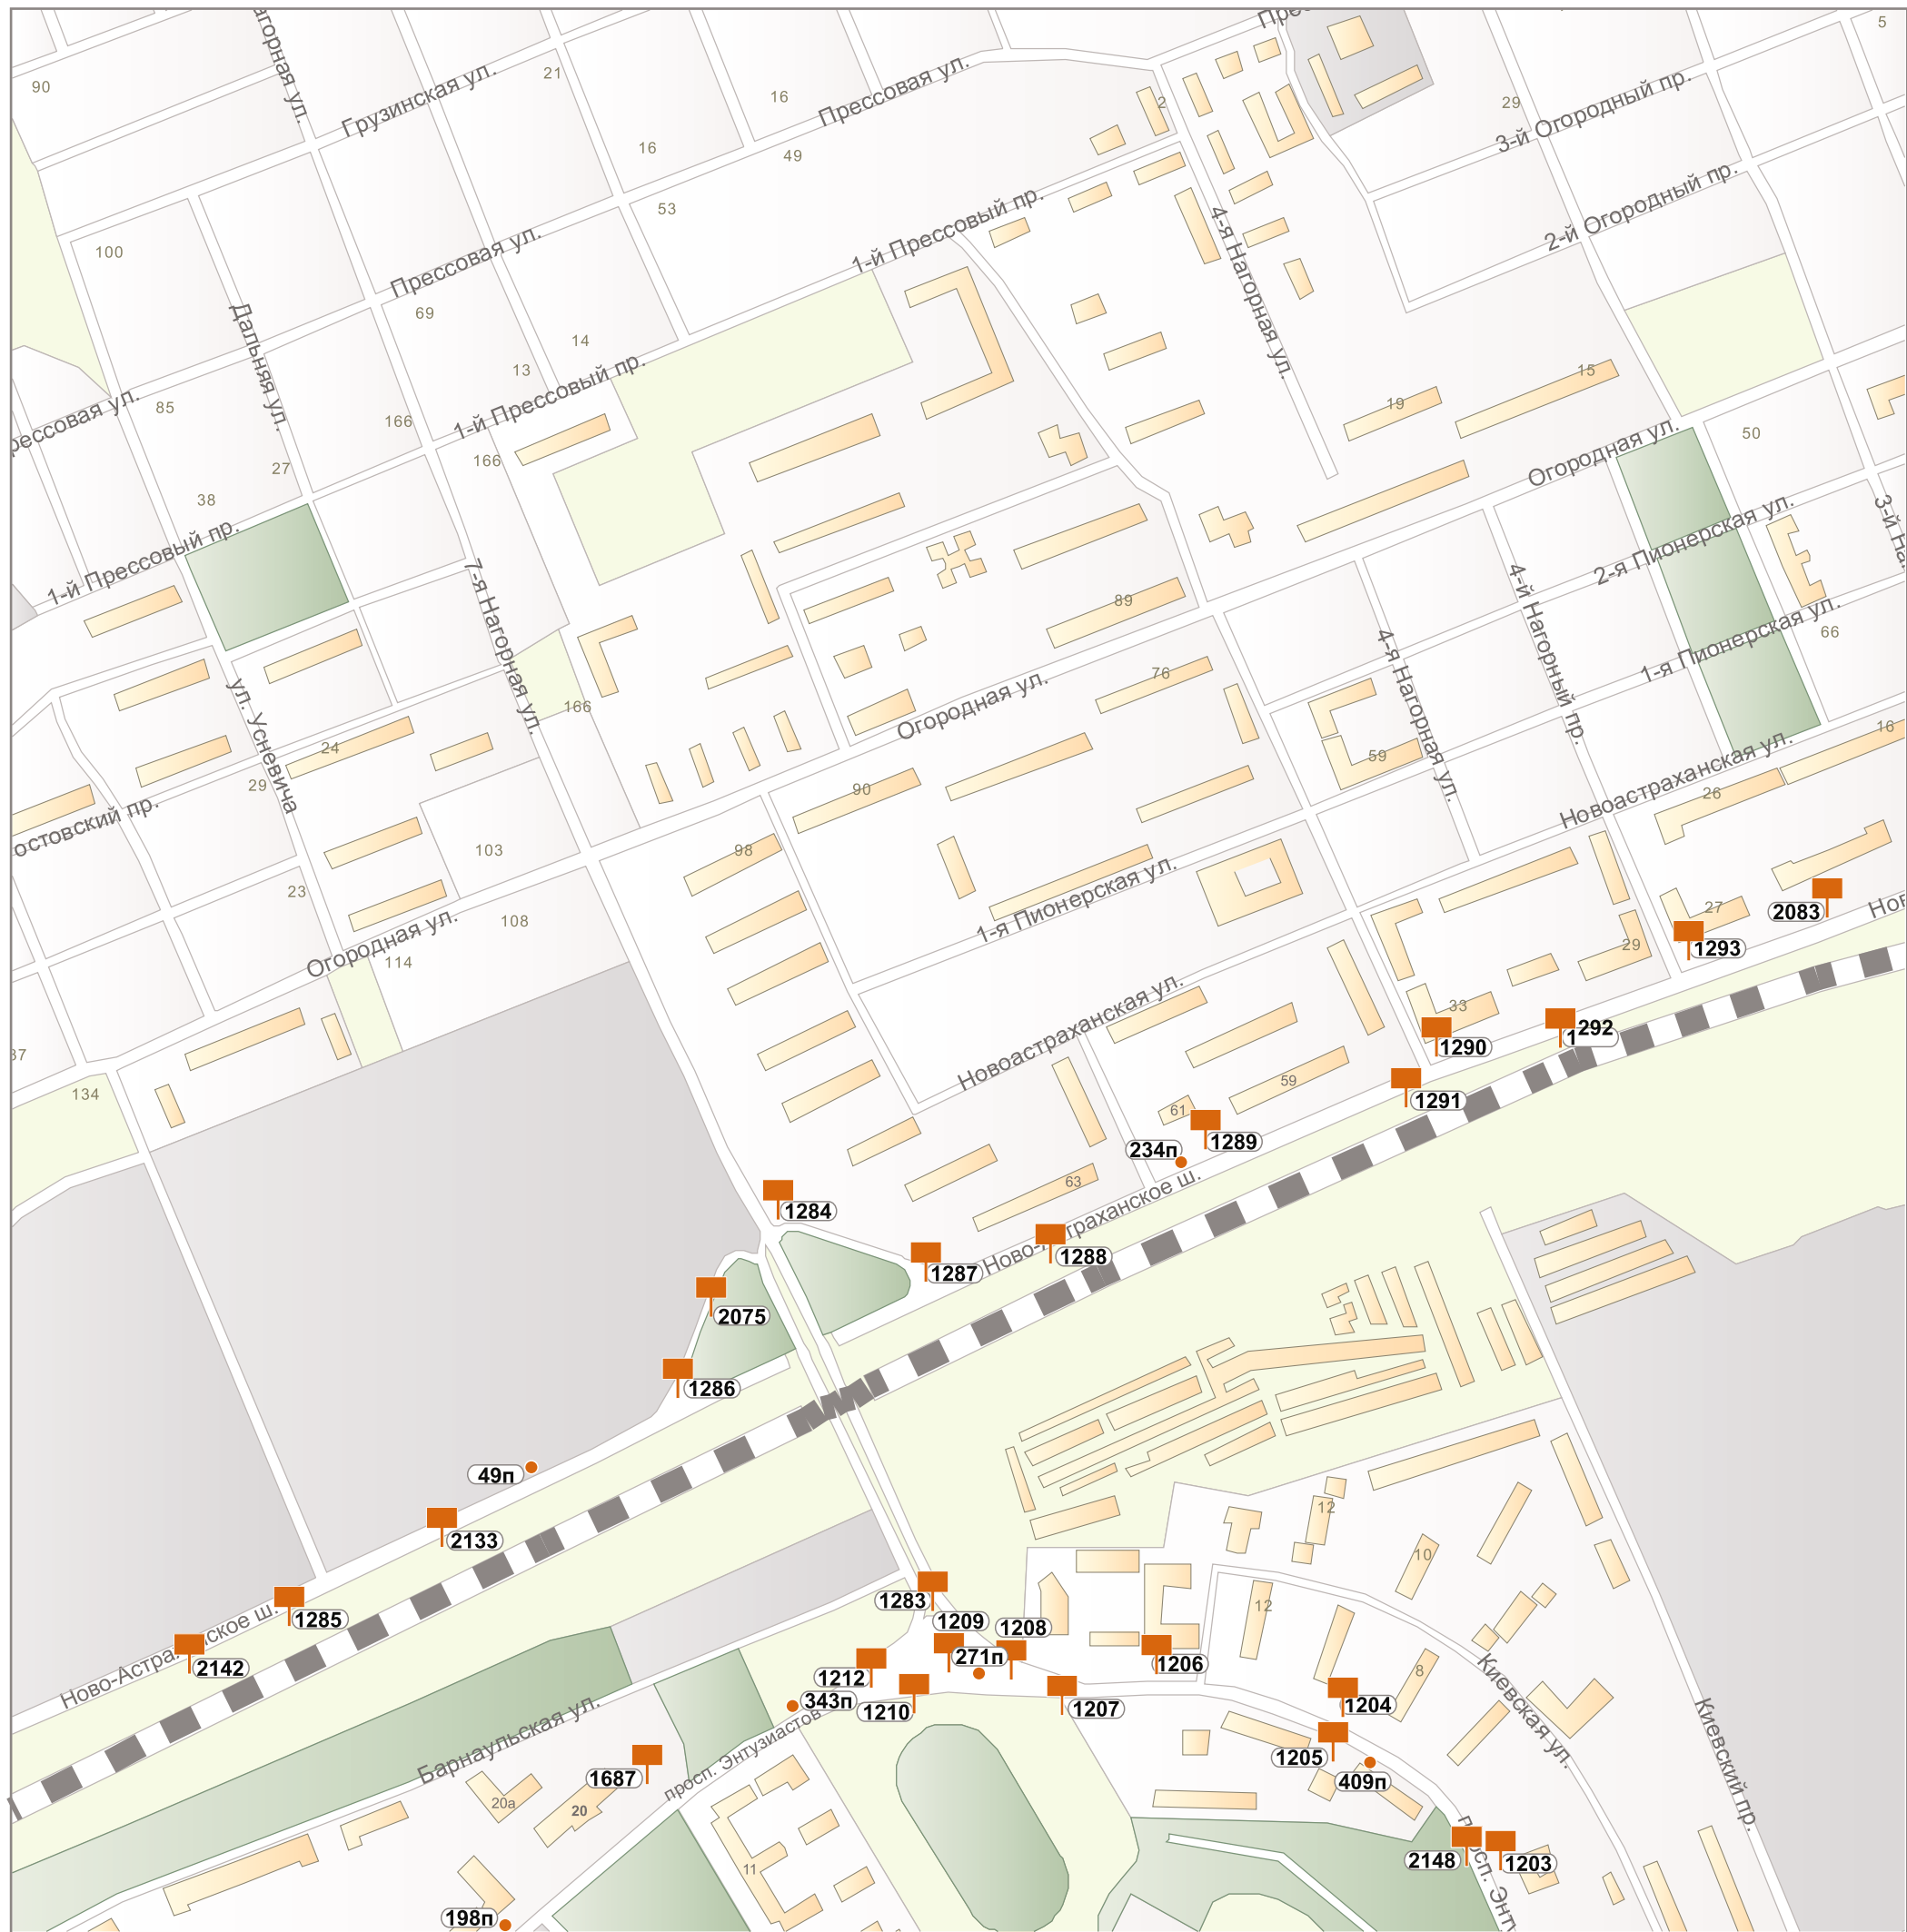 90
21
16
Прессовая ул.
Грузинская ул.
16
49
2
29
3-й Огородный пр.
5
2-й Огородный пр.
100
53
1-й Прессовый пр.
4-я Нагорная ул.
Прессовая ул.
69
14
13
1-й Прессовый пр.
Дальняя ул.
85
27
38
166
166
19
15
Огородная ул.
50
1-й Прессовый пр.
7-я Нагорная ул.
2-я Пионерская ул.
89
4-й Нагорный пр.
4-я Нагорная ул.
1-я Пионерская ул.
66
76
Огородная ул.
166
ул. Усневича
24
29
59
16
Новоастраханская ул.
26
90
98
103
23
108
Огородная ул.
114
1-я Пионерская ул.
27
29
2083
1293
33
1290
1291
Новоастраханская ул.
59
61
1289
234п
63
134
1284
1287
1288
2075
1286
49п
2133
1285
2142
12
10
12
8
1283
1209
1208
271п
1212
343п
1210
1207
1206
1204
1205
409п
Киевская ул.
Киевский пр.
Барнаульская ул.
просп. Энтузиастов
1687
20а
20
11
2148
1203
198п